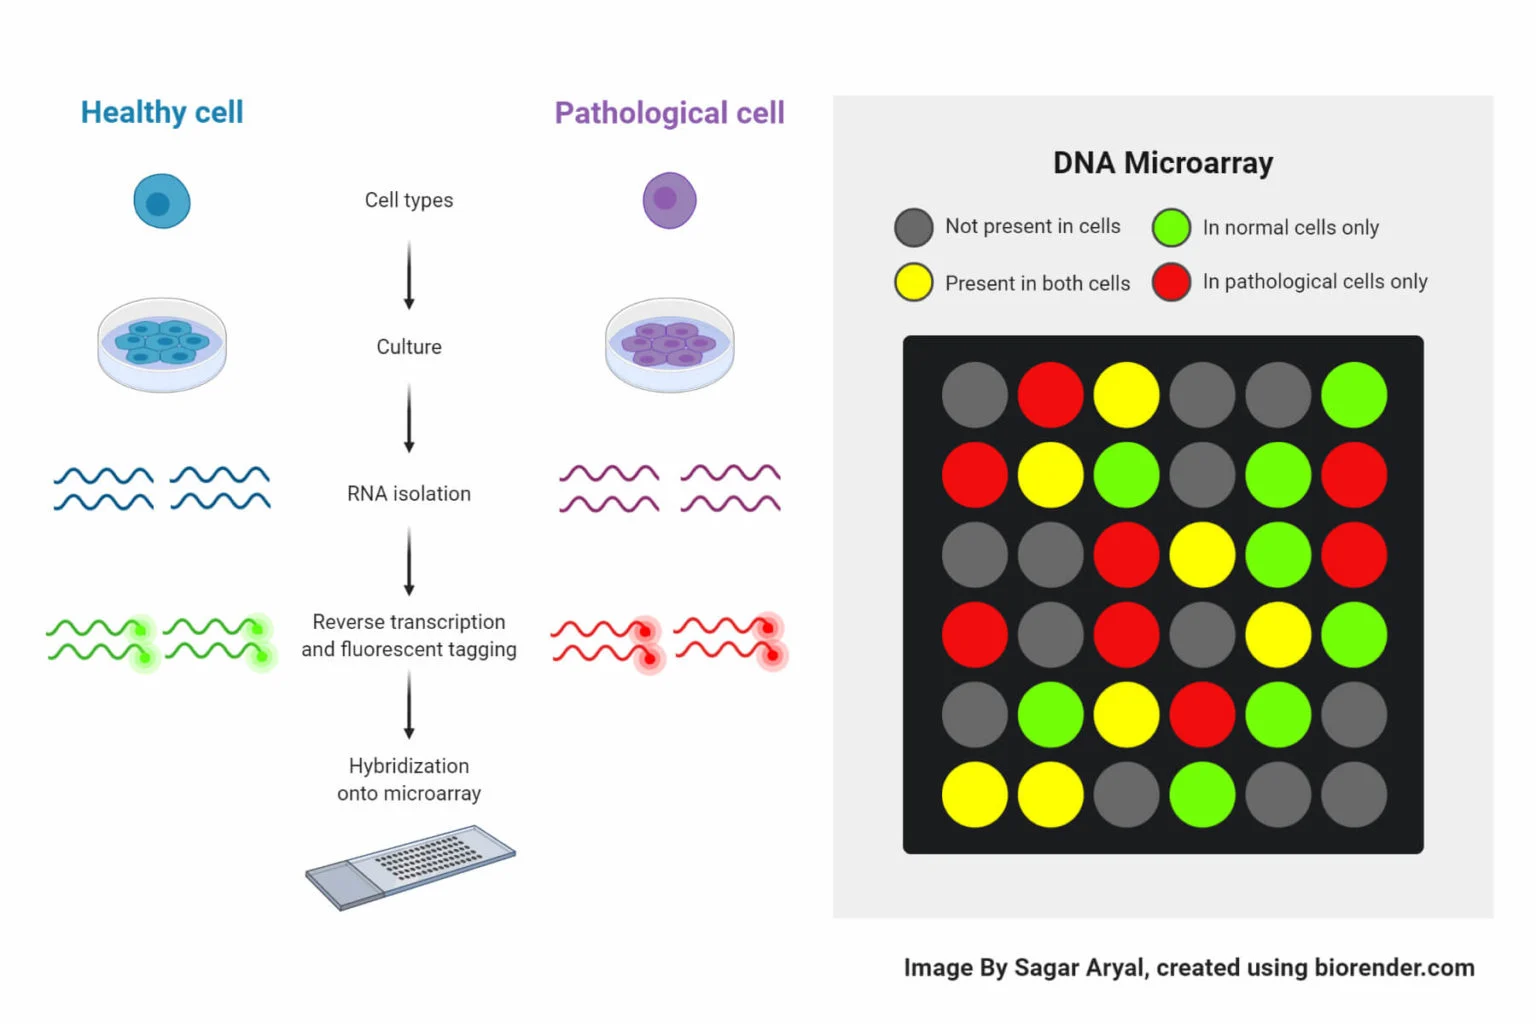 Healthy cell
Pathological cell
Cell types
Culture
RNA isolation
Reverse transcription
and fluorescent tagging
Hybridization
onto microarray
DNA Microarray
Not present in cells
In normal cells only
Present in both cells
In pathological cells only
Image By Sagar Aryal, created using biorender.com